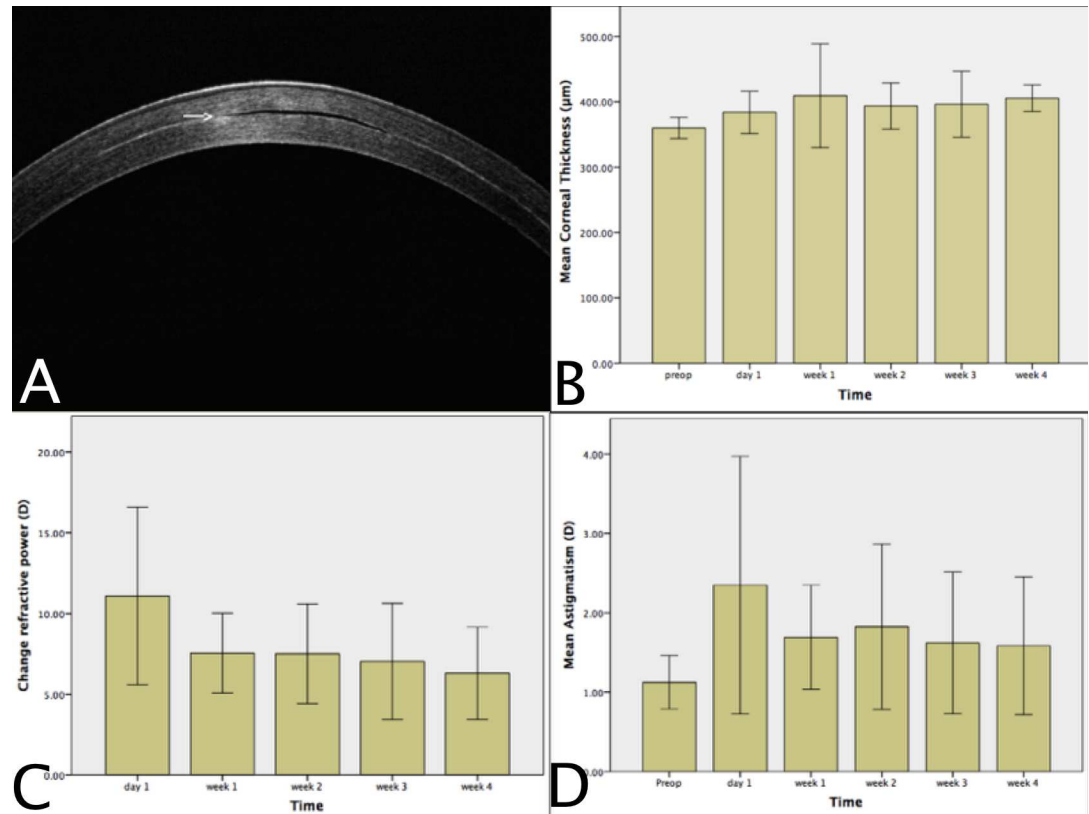 A
Mean Corneal Thickness (µm)
500.00
400.00
300.00
200.00
100.00
0.00
preop day 1 week 1 week 2 week 3 week 4
Time
B
Change refractive power (D)
20.00
15.00
10.00
5.00
0.00
day 1 week 1 week 2 week 3 week 4
Time
C
Mean Astigmatism (D)
4.00
3.00
2.00
1.00
.00
Preop day 1 week 1 week 2 week 3 week 4
Time
D